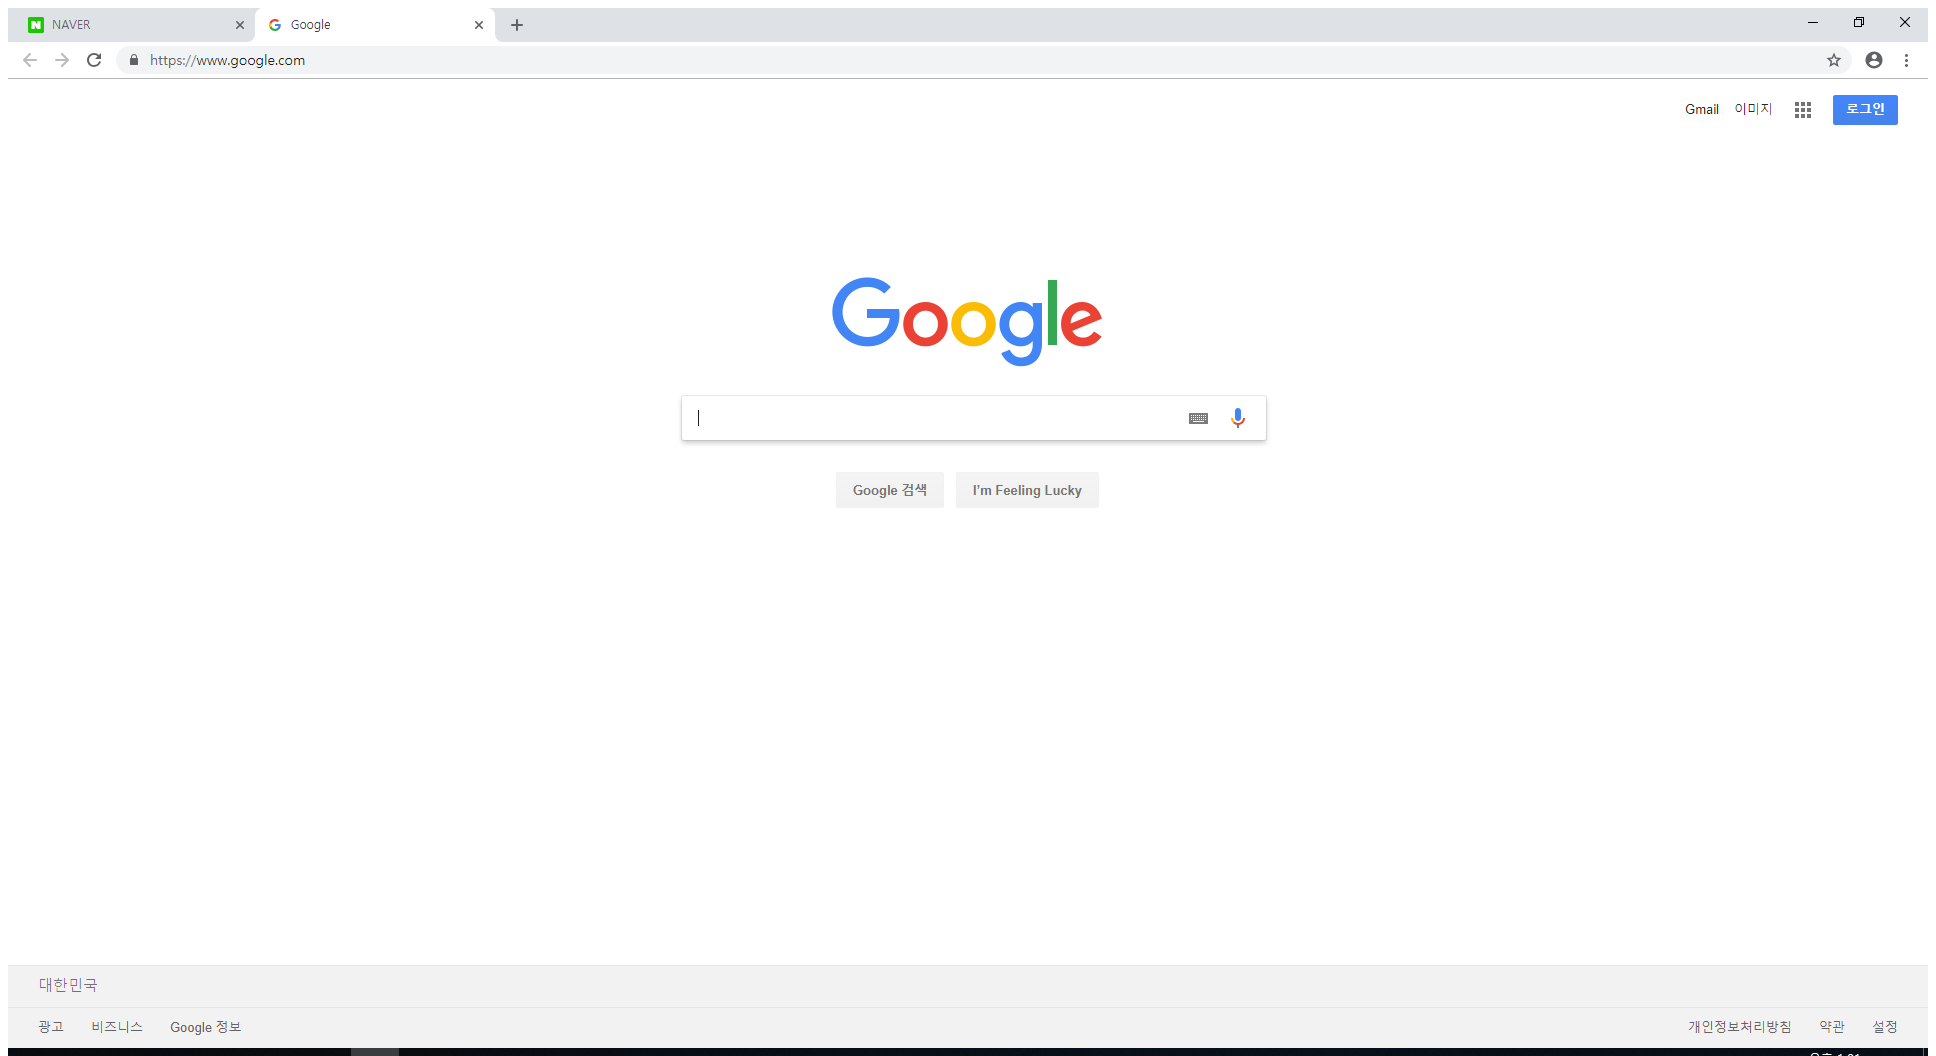 NAVER
Google
https://www.google.com
Gmail 이미지
로그인
Google
Google 검색
I'm Feeling Lucky
대한민국
광고 비즈니스 Google 정보
개인정보처리방침 약관 설정